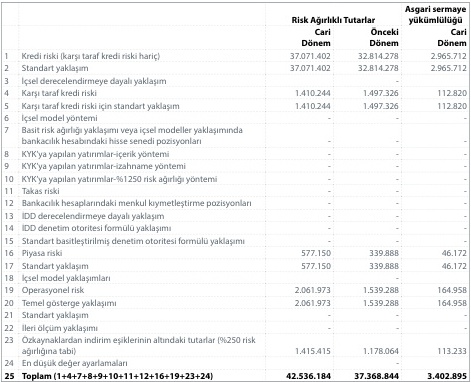 Risk Ağırlıklı Tutarlar Asgari sermaye yükümlülüğü
Cari Dönem Önceki Dönem Cari Dönem
1 Kredi riski (karşı taraf kredi riski hariç) 37.071.402 32.814.278 2.965.712
2 Standart yaklaşım 37.071.402 32.814.278 2.965.712
3 İçsel derecelendirmeye dayalı yaklaşım - - -
4 Karşı taraf kredi riski 1.410.244 1.497.326 112.820
5 Karşı taraf kredi riski için standart yaklaşım 1.410.244 1.497.326 112.820
6 İçsel model yöntemi - - -
7 Basit risk ağırlığı yaklaşımı veya içsel modeller yaklaşımında
bankacılık hesabındaki hisse senedi pozisyonları - - -
8 KYK'ya yapılan yatırımlar-içerik yöntemi - - -
9 KYK'ya yapılan yatırımlar-izahname yöntemi - - -
10 KYK'ya yapılan yatırımlar-%1250 risk ağırlığı yöntemi - - -
11 Takas riski - - -
12 Bankacılık hesaplarındaki menkul kıymetleştirme pozisyonları - - -
13 İDD derecelendirmeye dayalı yaklaşım - - -
14 İDD denetim otoritesi formülü yaklaşımı - - -
15 Standart basitleştirilmiş denetim otoritesi formülü yaklaşımı - - -
16 Piyasa riski 577.150 339.888 46.172
17 Standart yaklaşım 577.150 339.888 46.172
18 İçsel model yaklaşımları - - -
19 Operasyonel risk 2.061.973 1.539.288 164.958
20 Temel gösterge yaklaşımı 2.061.973 1.539.288 164.958
21 Standart yaklaşım - - -
22 İleri ölçüm yaklaşımı - - -
23 Özkaynaklardan indirim eşiklerinin altındaki tutarlar (%250 risk
ağırlığına tabi) 1.415.415 1.178.064 113.233
24 En düşük değer ayarlamaları - - -
25 Toplam (1+4+7+8+9+10+11+12+16+19+23+24) 42.536.184 37.368.844 3.402.895